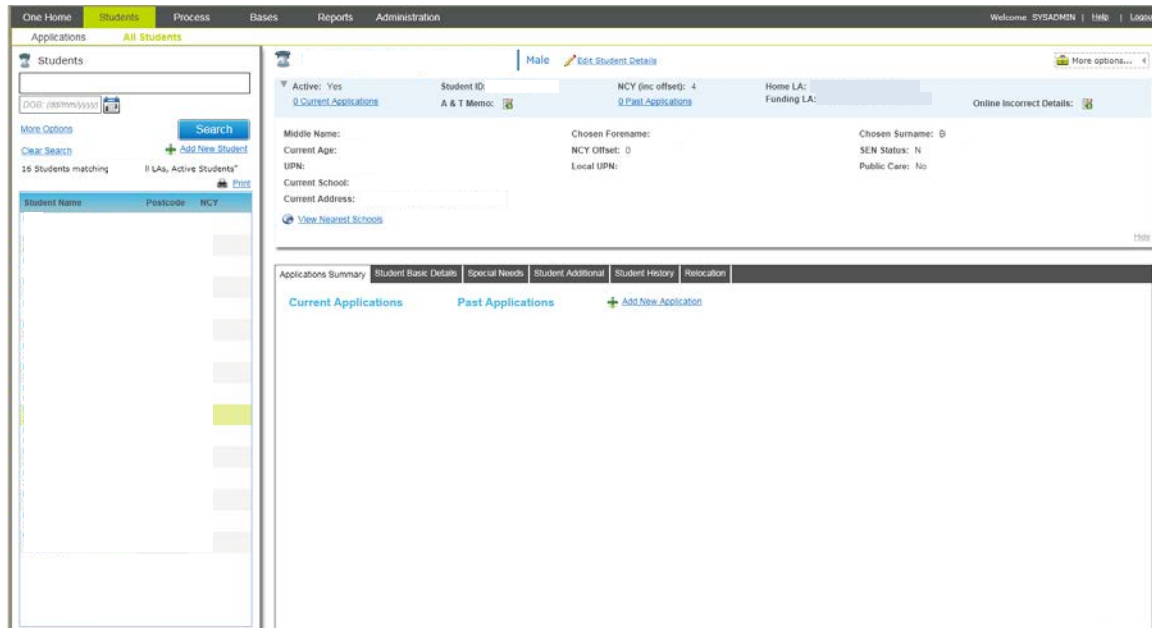 One Home Students Process Bases Reports Administration Welcome SYSADMIN | Help | Logou
Applications All Students
Students
DOB: (dd/mm/yyyy)
More Options Search
Clear Search Add New Student
16 Students matching ll LAs, Active Students"
Print
Student Name Postcode NCY
Male Edit Student Details More options...
Active: Yes Student ID: NCY (inc offset): 4 Home LA:
0 Current Applications A & T Memo: 0 Past Applications Funding LA: Online Incorrect Details:
Middle Name: Chosen Forename: Chosen Surname: B
Current Age: NCY Offset: 0 SEN Status: N
UPN: Local UPN: Public Care: No
Current School:
Current Address:
View Nearest Schools
Hide
Applications Summary Student Basic Details Special Needs Student Additional Student History Relocation
Current Applications Past Applications Add New Application